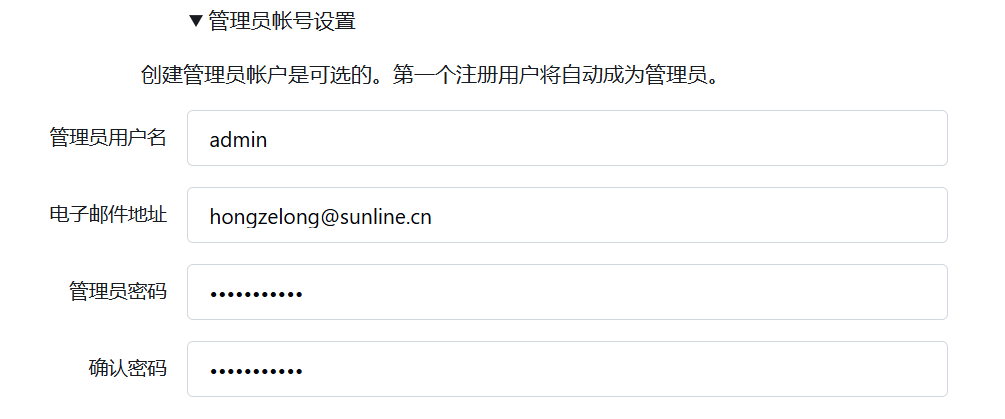 ▼ 管理员帐号设置
创建管理员帐户是可选的。第一个注册用户将自动成为管理员。
管理员用户名 admin
电子邮件地址 hongzelong@sunline.cn
管理员密码 •••••••••••
确认密码 •••••••••••